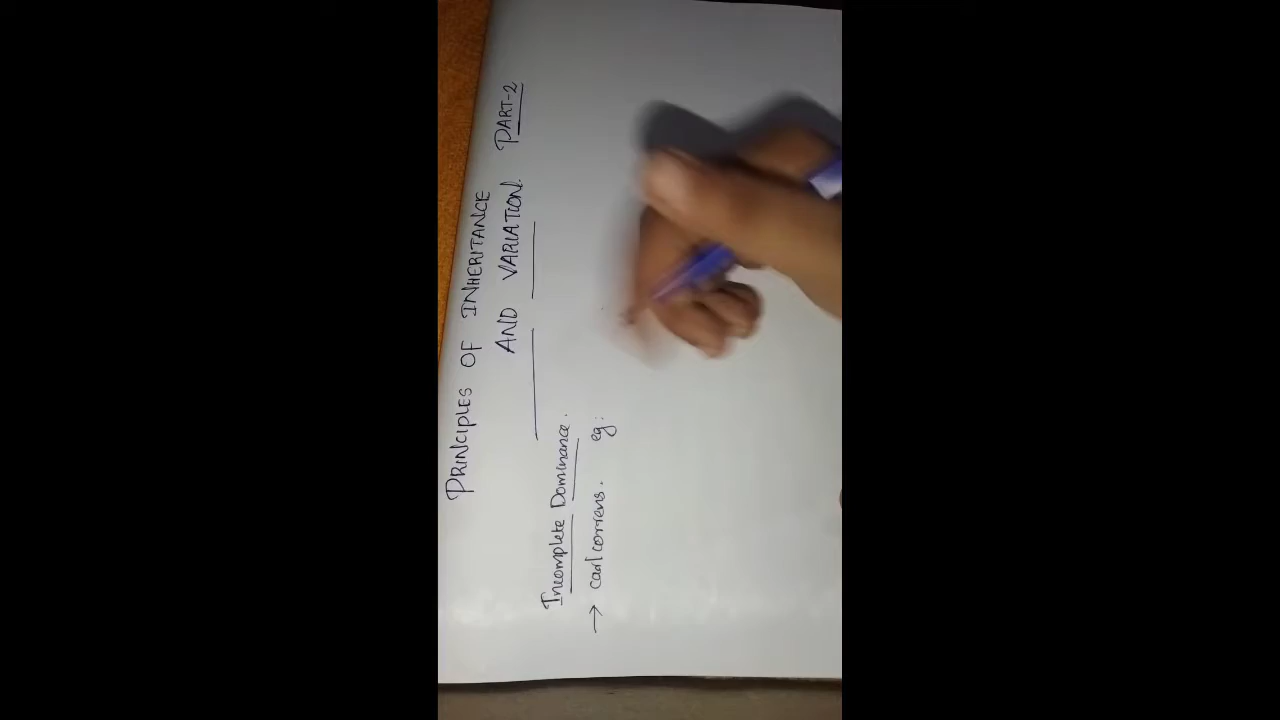 PRINCIPLES OF INHERITANCE
AND VARIATION. PART-2
Incomplete Dominance.
→ Carl correns. eg: